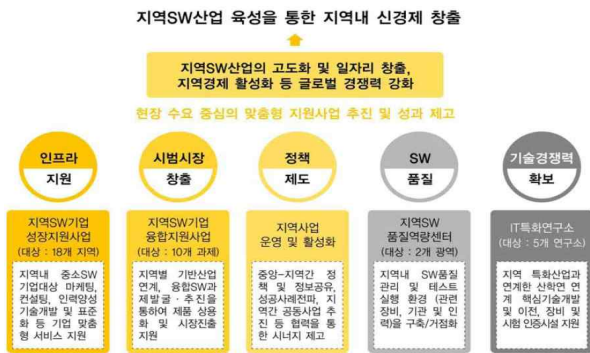 지역SW산업 육성을 통한 지역내 신경제 창출
지역SW산업의 고도화 및 일자리 창출,
지역경제 활성화 등 글로벌 경쟁력 강화
현장 수요 중심의 맞춤형 지원사업 추진 및 성과 제고
인프라
지원
지역SW기업
성장지원사업
(대상 : 18개 지역)
지역내 중소SW
기업대상 마케팅,
컨설팅, 인력양성
기술개발 및 표준
화 등 기업 맞춤
형 서비스 지원
시범시장
창출
지역SW기업
융합지원사업
(대상 : 10개 과제)
지역별 기반산업
연계, 융합SW과
제발굴·추진을
통하여 제품 상용
화 및 시장진출
지원
정책
제도
지역사업
운영 및 활성화
중앙-지역간 정
책 및 정보공유,
성공사례전파, 지
역간 공동사업 추
진 등 협력을 통
한 시너지 제고
SW
품질
지역SW
품질역량센터
(대상 : 2개 광역)
지역내 SW품질
관리 및 테스트
실행 환경 (관련
장비, 기관 및 인
력)을 구축/거점화
기술경쟁력
확보
IT특화연구소
(대상 : 5개 연구소)
지역 특화산업과
연계한 산학연 연
계 핵심기술개발
및 이전, 장비 및
시험 인증시설 지원